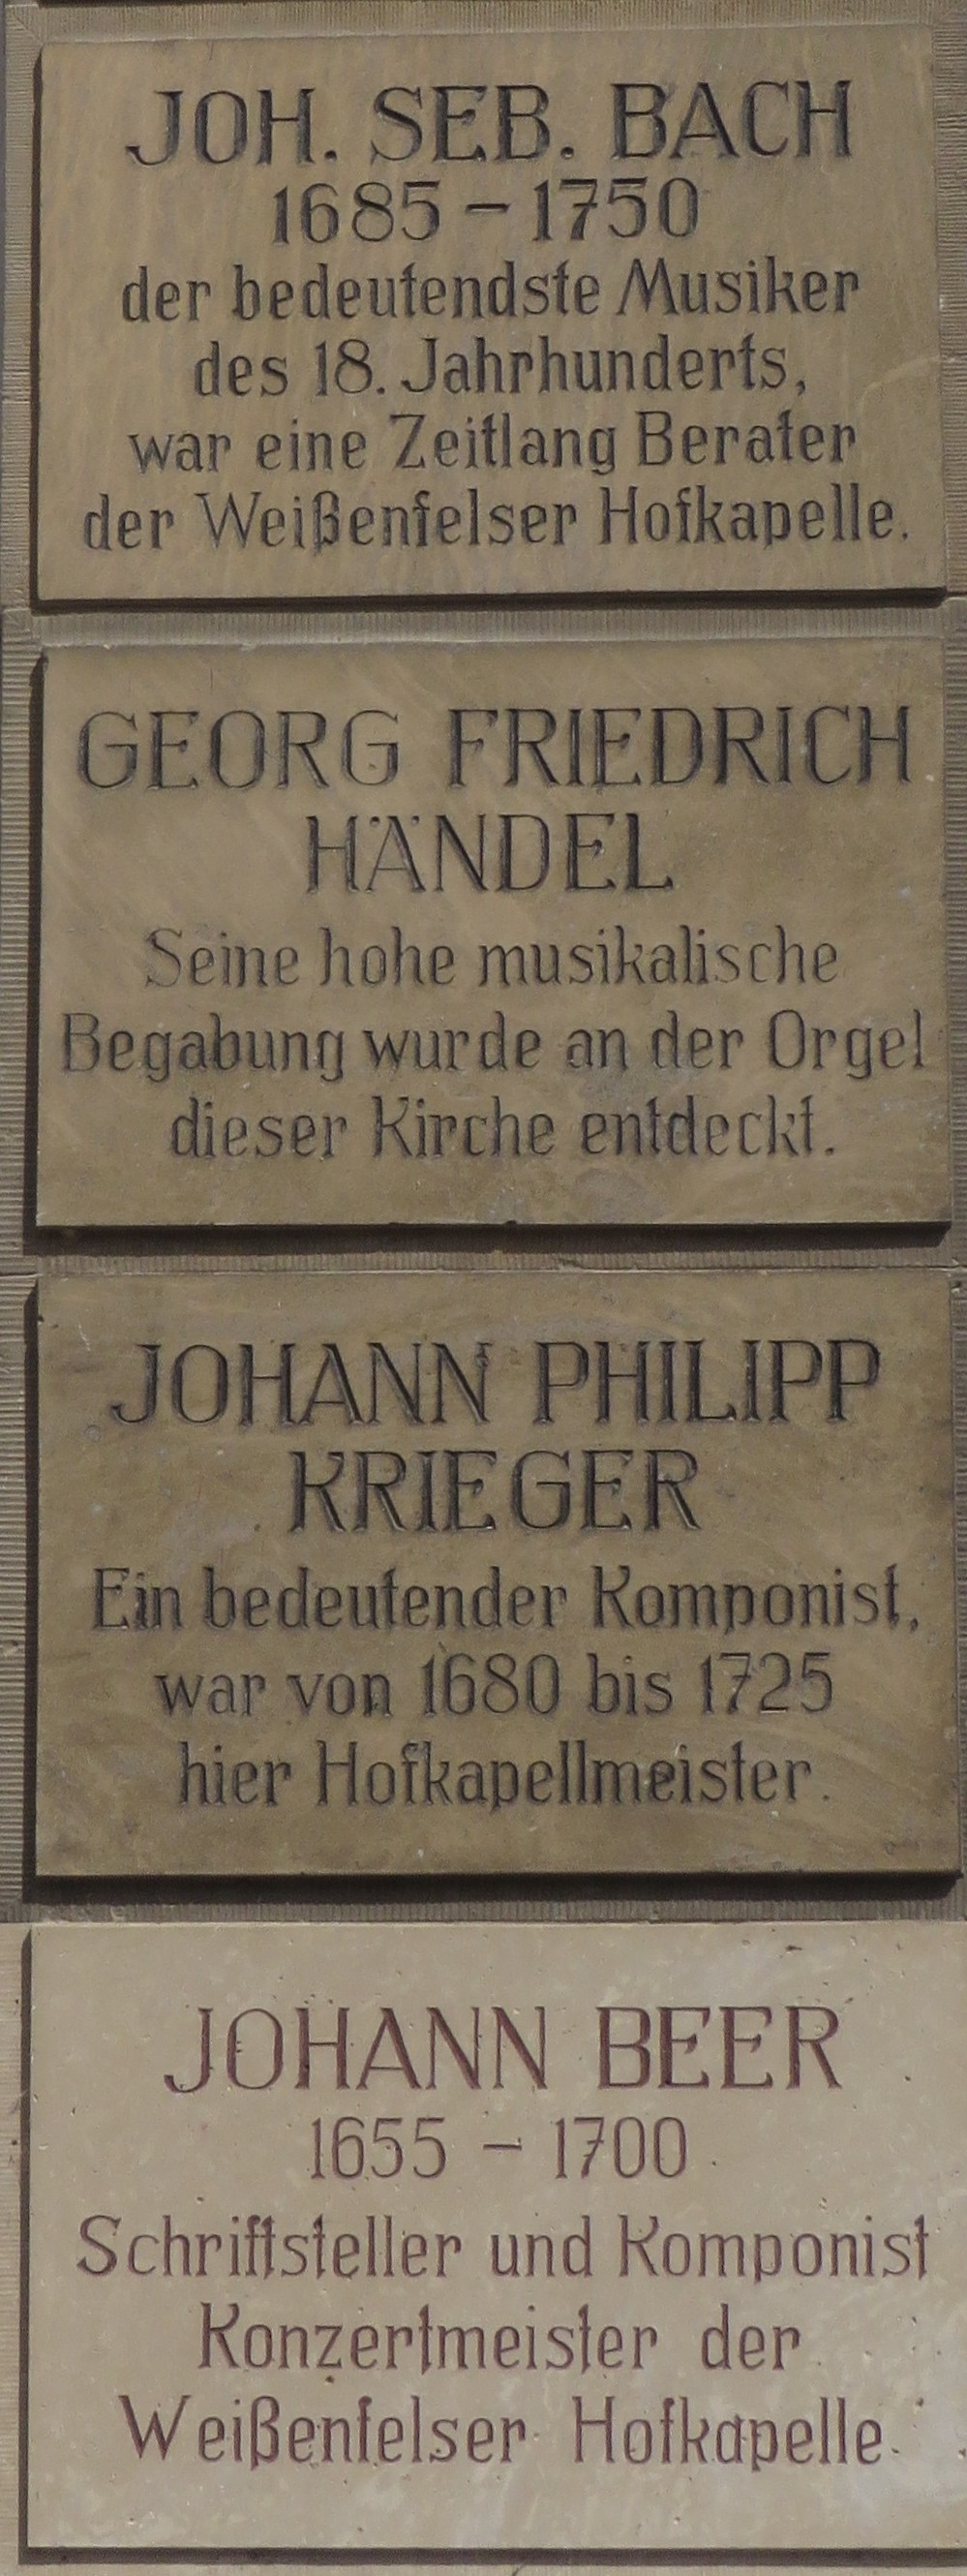 JOH. SEB. BACH
1685 – 1750
der bedeutendste Musiker
des 18. Jahrhunderts,
war eine Zeitlang Berater
der Weißenfelser Hofkapelle.
GEORG FRIEDRICH
HÄNDEL
Seine hohe musikalische
Begabung wurde an der Orgel
dieser Kirche entdeckt.
JOHANN PHILIPP
KRIEGER
Ein bedeutender Komponist,
war von 1680 bis 1725
hier Hofkapellmeister.
JOHANN BEER
1655 – 1700
Schriftsteller und Komponist
Konzertmeister der
Weißenfelser Hofkapelle